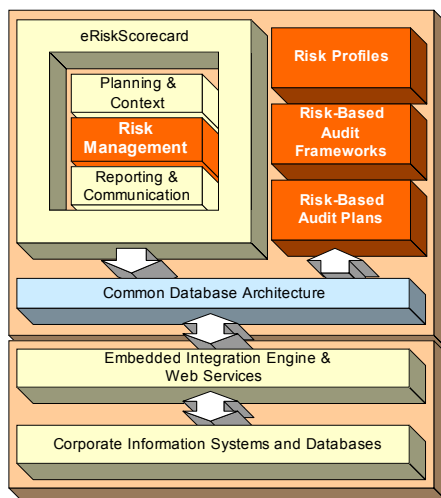 eRiskScorecard
Planning &
Context
Risk
Management
Reporting &
Communication
Risk Profiles
Risk-Based
Audit
Frameworks
Risk-Based
Audit Plans
Common Database Architecture
Embedded Integration Engine &
Web Services
Corporate Information Systems and Databases